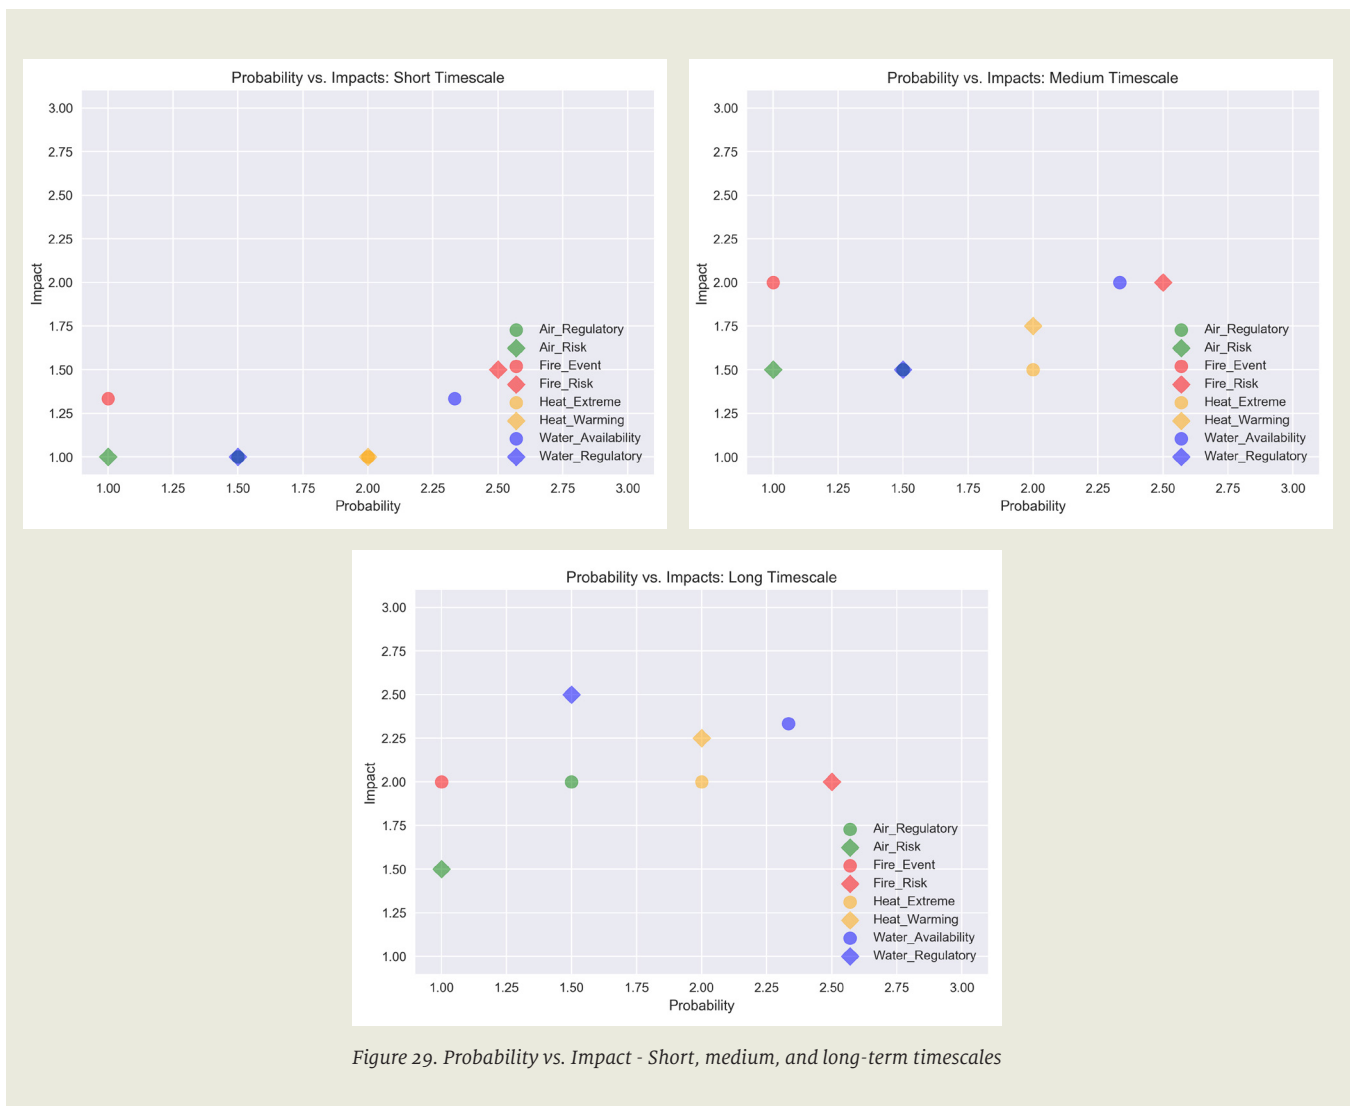 Probability vs. Impacts: Short Timescale
3.00
2.75
2.50
2.25
2.00
1.75
1.50
1.25
1.00
Impact
Air_Regulatory
Air_Risk
Fire_Event
Fire_Risk
Heat_Extreme
Heat_Warming
Water_Availability
Water_Regulatory
1.00 1.25 1.50 1.75 2.00 2.25 2.50 2.75 3.00
Probability
Probability vs. Impacts: Medium Timescale
3.00
2.75
2.50
2.25
2.00
1.75
1.50
1.25
1.00
Impact
Air_Regulatory
Air_Risk
Fire_Event
Fire_Risk
Heat_Extreme
Heat_Warming
Water_Availability
Water_Regulatory
1.00 1.25 1.50 1.75 2.00 2.25 2.50 2.75 3.00
Probability
Probability vs. Impacts: Long Timescale
3.00
2.75
2.50
2.25
2.00
1.75
1.50
1.25
1.00
Impact
Air_Regulatory
Air_Risk
Fire_Event
Fire_Risk
Heat_Extreme
Heat_Warming
Water_Availability
Water_Regulatory
1.00 1.25 1.50 1.75 2.00 2.25 2.50 2.75 3.00
Probability
Figure 29. Probability vs. Impact - Short, medium, and long-term timescales